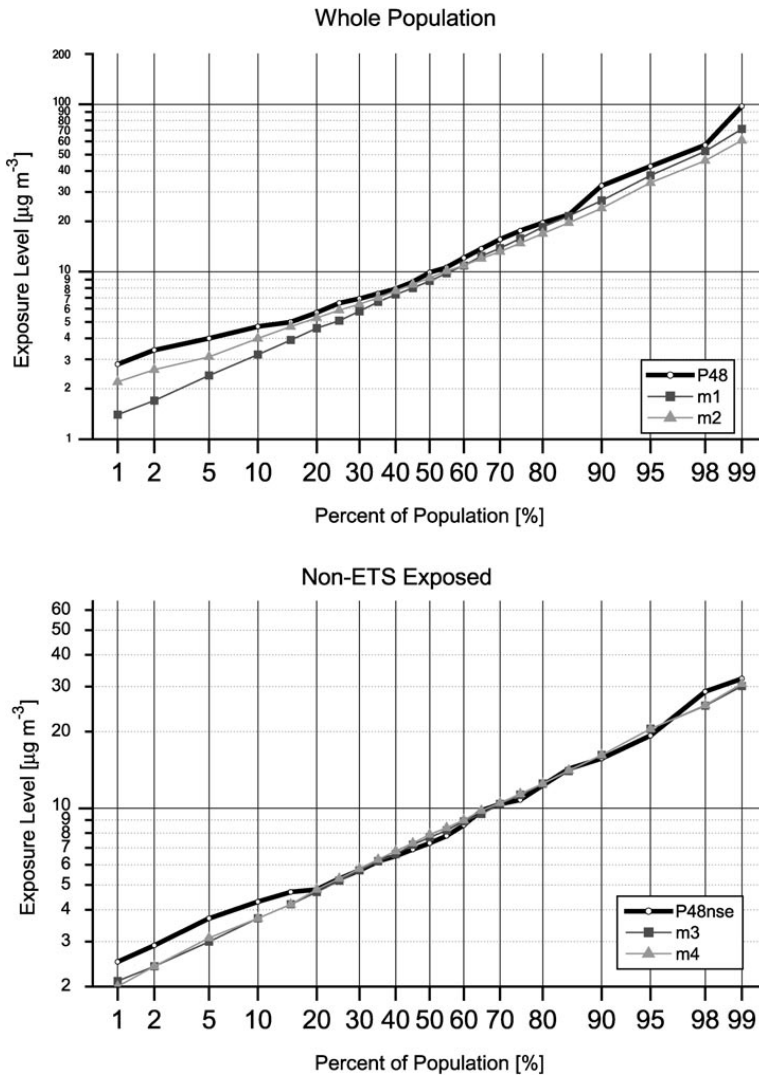 Whole Population
200
100
90
80
70
60
50
40
30
20
10
9
8
7
6
5
4
3
2
1
Exposure Level [µg m-3]
P48
m1
m2
1 2 5 10 20 30 40 50 60 70 80 90 95 98 99
Percent of Population [%]
Non-ETS Exposed
60
50
40
30
20
10
9
8
7
6
5
4
3
2
Exposure Level [µg m-3]
P48nse
m3
m4
1 2 5 10 20 30 40 50 60 70 80 90 95 98 99
Percent of Population [%]